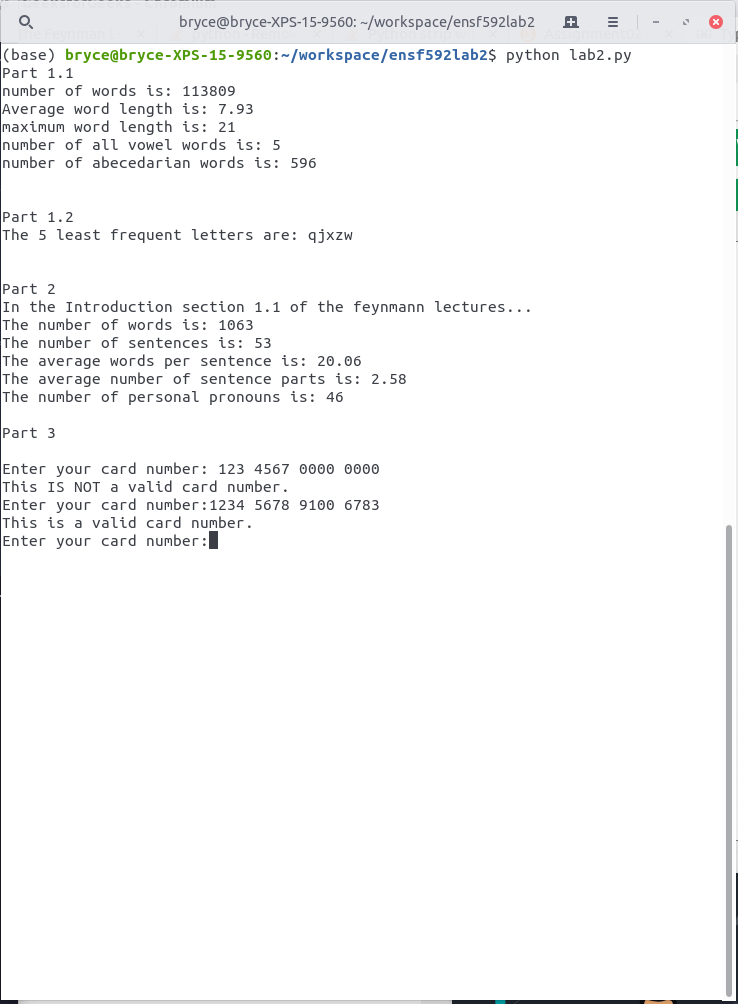 bryce@bryce-XPS-15-9560: ~/workspace/ensf592lab2
(base) bryce@bryce-XPS-15-9560:~/workspace/ensf592lab2$ python lab2.py
Part 1.1
number of words is: 113809
Average word length is: 7.93
maximum word length is: 21
number of all vowel words is: 5
number of abecedarian words is: 596
Part 1.2
The 5 least frequent letters are: qjxzw
Part 2
In the Introduction section 1.1 of the feynmann lectures...
The number of words is: 1063
The number of sentences is: 53
The average words per sentence is: 20.06
The average number of sentence parts is: 2.58
The number of personal pronouns is: 46
Part 3
Enter your card number: 123 4567 0000 0000
This IS NOT a valid card number.
Enter your card number:1234 5678 9100 6783
This is a valid card number.
Enter your card number: